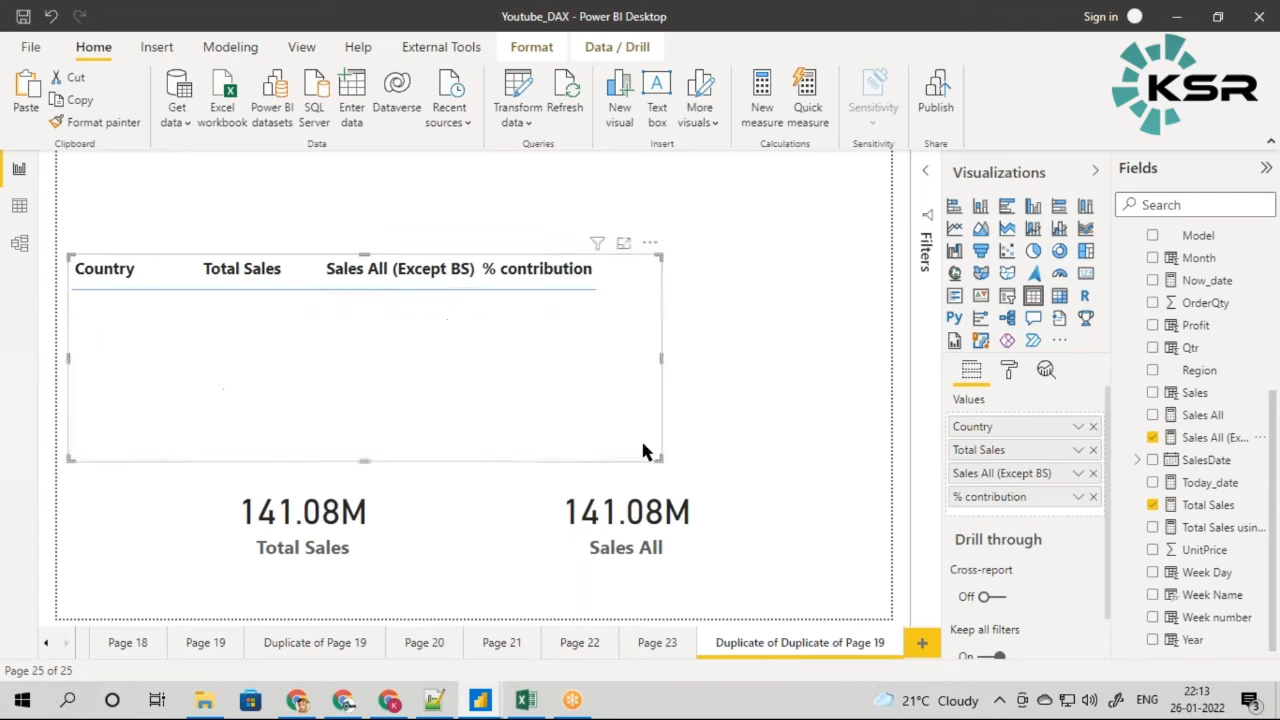 Youtube_DAX - Power BI Desktop
Sign in
File
Home
Insert
Modeling
View
Help
External Tools
Format
Data / Drill
KSR
Paste
Cut
Copy
Format painter
Clipboard
Get data
Excel workbook
Power BI datasets
SQL Server
Enter data
Dataverse
Recent sources
Data
Transform data
Refresh
Queries
New visual
Text box
More visuals
Insert
New measure
Quick measure
Calculations
Sensitivity
Sensitivity
Publish
Share
Country
Total Sales
Sales All (Except BS)
% contribution
141.08M
Total Sales
141.08M
Sales All
Filters
Visualizations
R
Py
Values
Country
Total Sales
Sales All (Except BS)
% contribution
Drill through
Cross-report
Off
Keep all filters
On
Fields
Search
Model
Month
Now_date
OrderQty
Profit
Qtr
Region
Sales
Sales All
Sales All (Ex...
SalesDate
Today_date
Total Sales
Total Sales usin...
UnitPrice
Week Day
Week Name
Week number
Year
Page 18
Page 19
Duplicate of Page 19
Page 20
Page 21
Page 22
Page 23
Duplicate of Duplicate of Page 19
Page 25 of 25
21°C Cloudy
ENG
22:13
26-01-2022
3